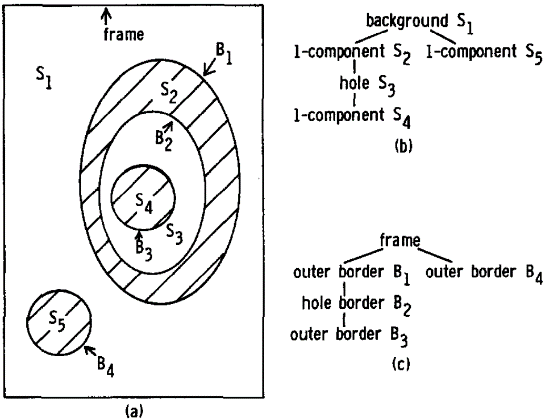 frame
B1
S1
S2
B2
S4
S3
B3
S5
B4
(a)
background S1
1-component S2 1-component S5
hole S3
1-component S4
(b)
frame
outer border B1 outer border B4
hole border B2
outer border B3
(c)